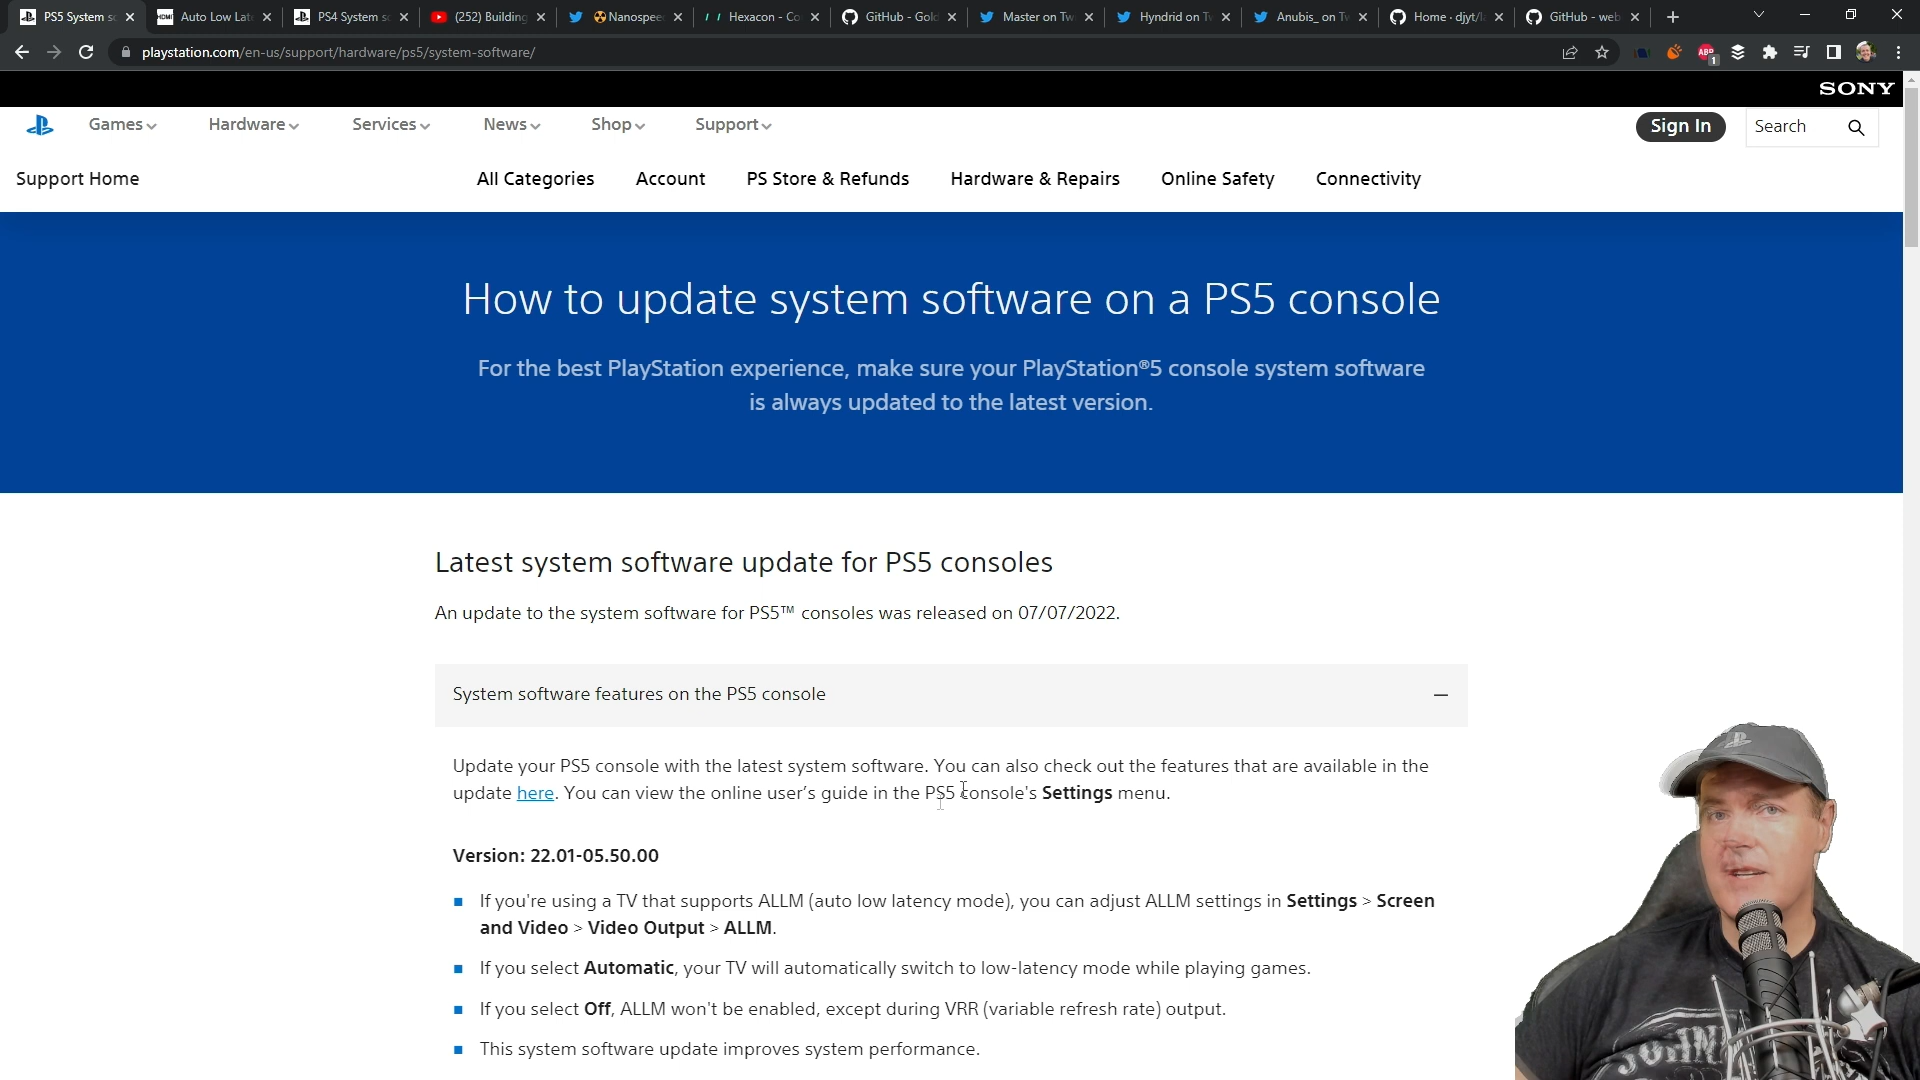 PS5 System so
Auto Low Late
PS4 System so
(252) Building
Nanospee
Hexacon - Co
GitHub - Gold
Master on Tw
Hyndrid on Tw
Anubis_ on Tw
Home · djyt/
GitHub - web
playstation.com/en-us/support/hardware/ps5/system-software/
ABP
1
SONY
Games
Hardware
Services
News
Shop
Support
Sign In
Search
Support Home
All Categories
Account
PS Store & Refunds
Hardware & Repairs
Online Safety
Connectivity
How to update system software on a PS5 console
For the best PlayStation experience, make sure your PlayStation®5 console system software
is always updated to the latest version.
Latest system software update for PS5 consoles
An update to the system software for PS5™ consoles was released on 07/07/2022.
System software features on the PS5 console
Update your PS5 console with the latest system software. You can also check out the features that are available in the
update here. You can view the online user’s guide in the PS5 console's Settings menu.
Version: 22.01-05.50.00
If you're using a TV that supports ALLM (auto low latency mode), you can adjust ALLM settings in Settings > Screen
and Video > Video Output > ALLM.
If you select Automatic, your TV will automatically switch to low-latency mode while playing games.
If you select Off, ALLM won't be enabled, except during VRR (variable refresh rate) output.
This system software update improves system performance.